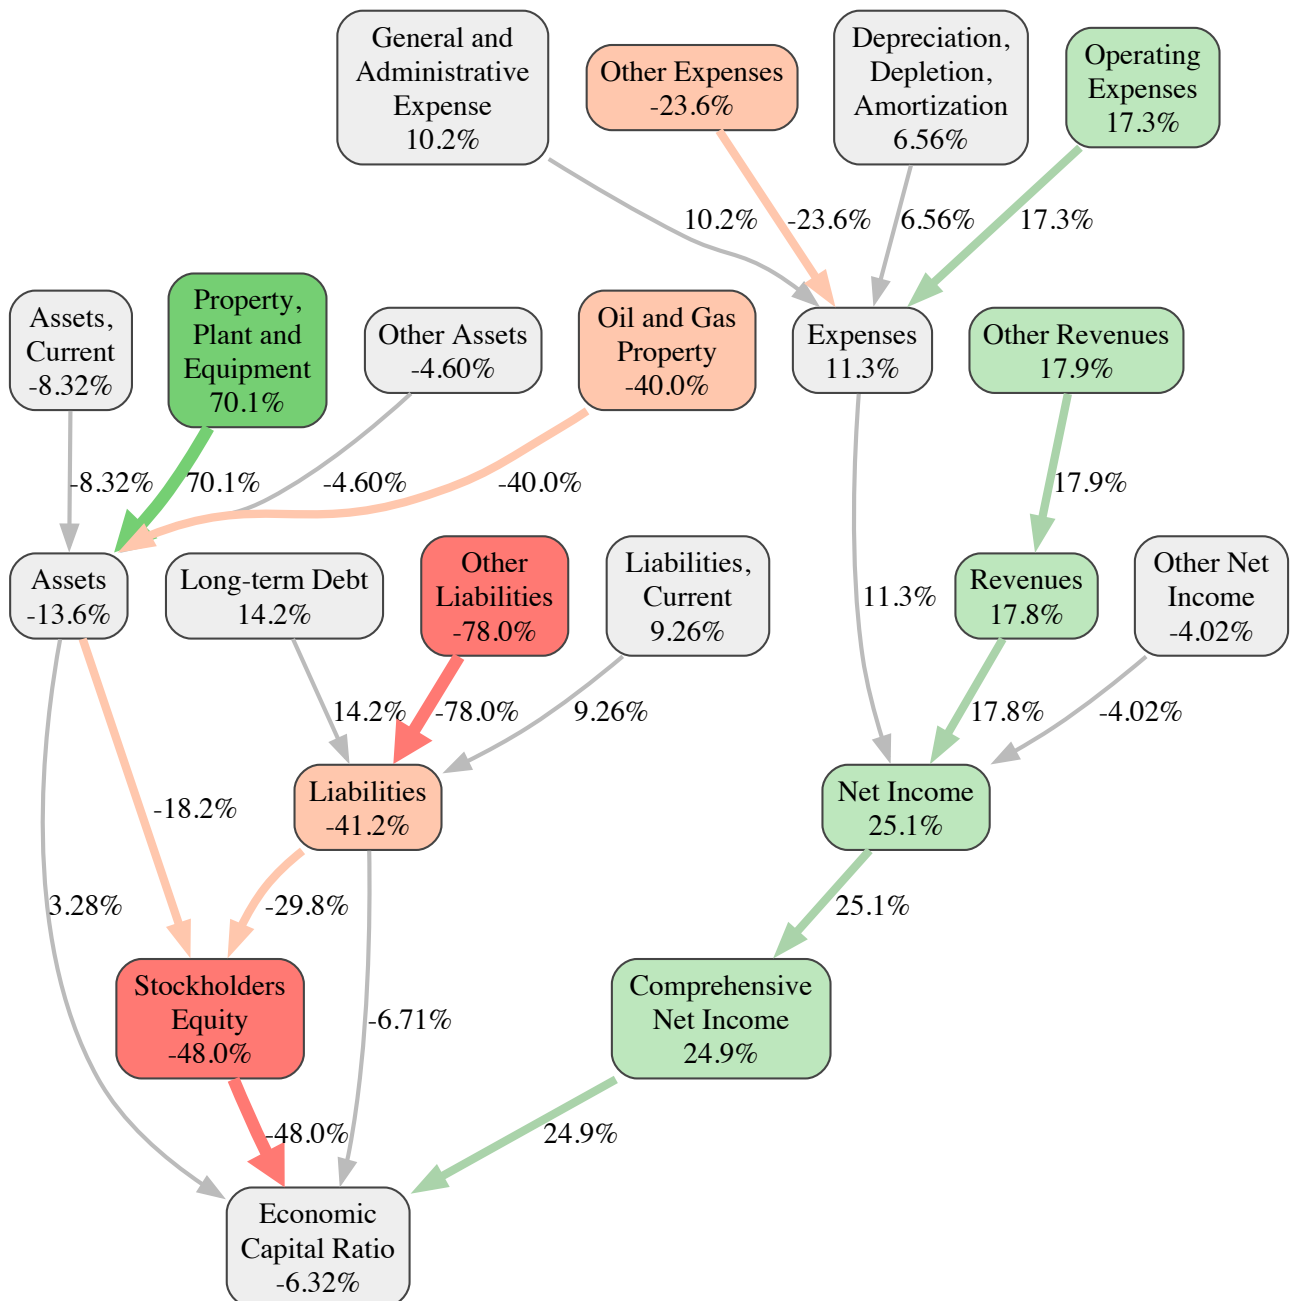 General and
Administrative
Expense
10.2%
Other Expenses
-23.6%
Depreciation,
Depletion,
Amortization
6.56%
Operating
Expenses
17.3%
10.2%
-23.6%
6.56%
17.3%
Assets,
Current
-8.32%
Property,
Plant and
Equipment
70.1%
Other Assets
-4.60%
Oil and Gas
Property
-40.0%
Expenses
11.3%
Other Revenues
17.9%
-8.32%
70.1%
-4.60%
-40.0%
17.9%
Assets
-13.6%
Long-term Debt
14.2%
Other
Liabilities
-78.0%
Liabilities,
Current
9.26%
11.3%
Revenues
17.8%
Other Net
Income
-4.02%
14.2%
-78.0%
9.26%
17.8%
-4.02%
-18.2%
Liabilities
-41.2%
Net Income
25.1%
3.28%
-29.8%
25.1%
Stockholders
Equity
-48.0%
-6.71%
Comprehensive
Net Income
24.9%
-48.0%
24.9%
Economic
Capital Ratio
-6.32%